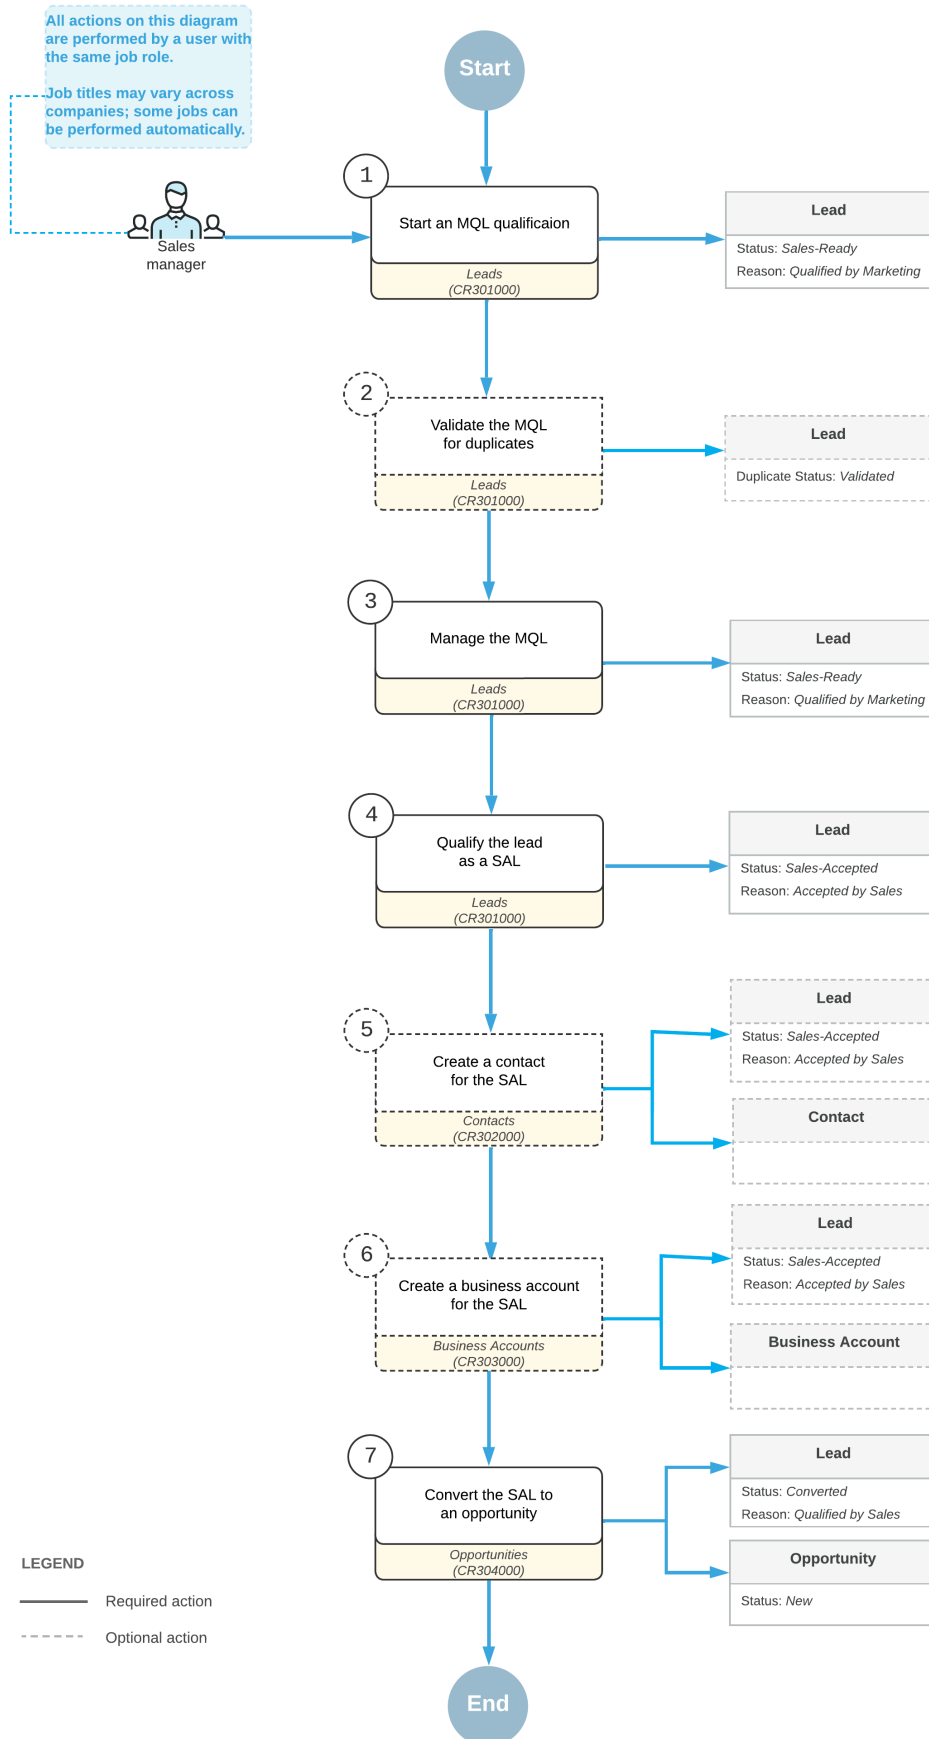 All actions on this diagram
are performed by a user with
the same job role.
Job titles may vary across
companies; some jobs can
be performed automatically.
Start
Sales
manager
1
Start an MQL qualificaion
Leads
(CR301000)
Lead
Status: Sales-Ready
Reason: Qualified by Marketing
2
Validate the MQL
for duplicates
Leads
(CR301000)
Lead
Duplicate Status: Validated
3
Manage the MQL
Leads
(CR301000)
Lead
Status: Sales-Ready
Reason: Qualified by Marketing
4
Qualify the lead
as a SAL
Leads
(CR301000)
Lead
Status: Sales-Accepted
Reason: Accepted by Sales
5
Create a contact
for the SAL
Contacts
(CR302000)
Lead
Status: Sales-Accepted
Reason: Accepted by Sales
Contact
6
Create a business account
for the SAL
Business Accounts
(CR303000)
Lead
Status: Sales-Accepted
Reason: Accepted by Sales
Business Account
7
Convert the SAL to
an opportunity
Opportunities
(CR304000)
Lead
Status: Converted
Reason: Qualified by Sales
Opportunity
Status: New
LEGEND
Required action
Optional action
End